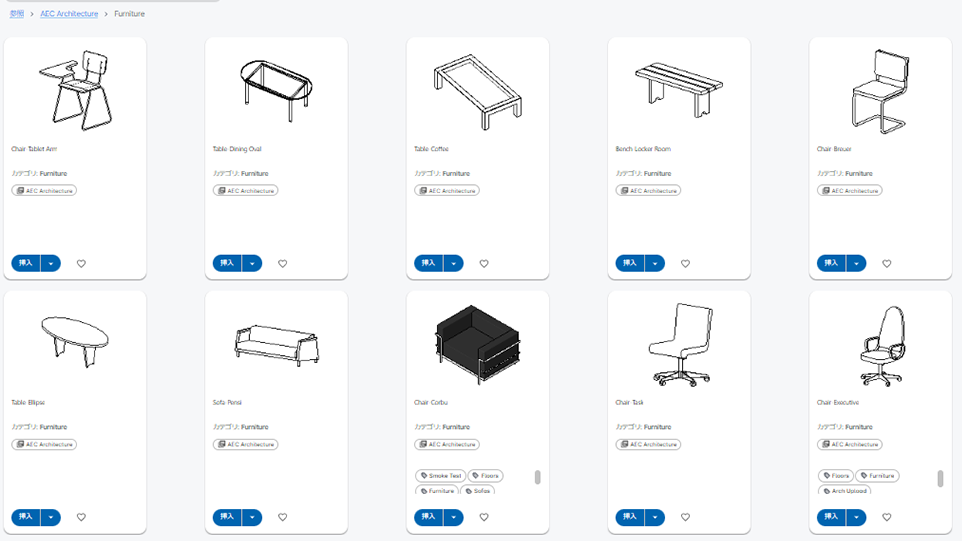 参照 > AEC Architecture > Furniture
Chair-Tablet Arm
Table-Dining Oval
Table-Coffee
Bench-Locker Room
Chair-Breuer
カテゴリ: Furniture
カテゴリ: Furniture
カテゴリ: Furniture
カテゴリ: Furniture
カテゴリ: Furniture
AEC Architecture
AEC Architecture
AEC Architecture
AEC Architecture
AEC Architecture
挿入
挿入
挿入
挿入
挿入
Table-Ellipse
Sofa-Pensi
Chair-Corbu
Chair-Task
Chair-Executive
カテゴリ: Furniture
カテゴリ: Furniture
カテゴリ: Furniture
カテゴリ: Furniture
カテゴリ: Furniture
AEC Architecture
AEC Architecture
AEC Architecture
AEC Architecture
AEC Architecture
Smoke Test
Floors
Floors
Furniture
Furniture
Sofas
Arch Upload
挿入
挿入
挿入
挿入
挿入